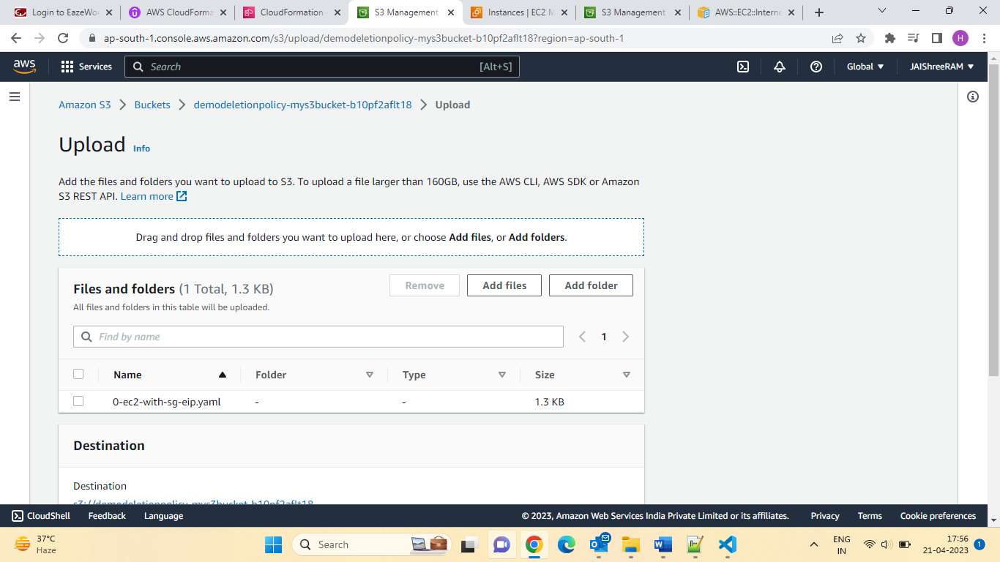 Login to EazeWo
AWS CloudForma
CloudFormation
S3 Management
Instances | EC2 M
S3 Management
AWS::EC2::Interne
ap-south-1.console.aws.amazon.com/s3/upload/demodeletionpolicy-mys3bucket-b10pf2aflt18?region=ap-south-1
H
aws
Services
Search
[Alt+S]
Global
JAIShreeRAM
Amazon S3
Buckets
demodeletionpolicy-mys3bucket-b10pf2aflt18
Upload
Upload Info
Add the files and folders you want to upload to S3. To upload a file larger than 160GB, use the AWS CLI, AWS SDK or Amazon
S3 REST API. Learn more
Drag and drop files and folders you want to upload here, or choose Add files, or Add folders.
Files and folders (1 Total, 1.3 KB)
Remove
Add files
Add folder
All files and folders in this table will be uploaded.
Find by name
1
Name
Folder
Type
Size
0-ec2-with-sg-eip.yaml
-
-
1.3 KB
Destination
Destination
s3://demodeletionpolicy-mys3bucket-b10pf2aflt18
CloudShell
Feedback
Language
© 2023, Amazon Web Services India Private Limited or its affiliates.
Privacy
Terms
Cookie preferences
37°C
Haze
Search
ENG
IN
17:56
21-04-2023
1